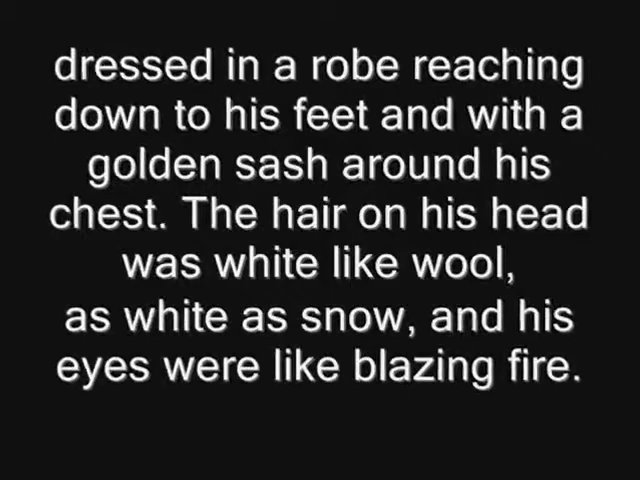 dressed in a robe reaching
down to his feet and with a
golden sash around his
chest. The hair on his head
was white like wool,
as white as snow, and his
eyes were like blazing fire.